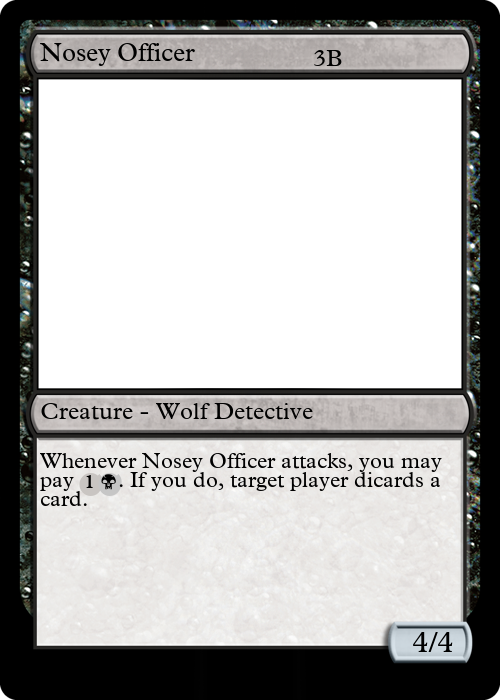 Nosey Officer 3B
Creature - Wolf Detective
Whenever Nosey Officer attacks, you may
pay 1 . If you do, target player dicards a
card.
4/4